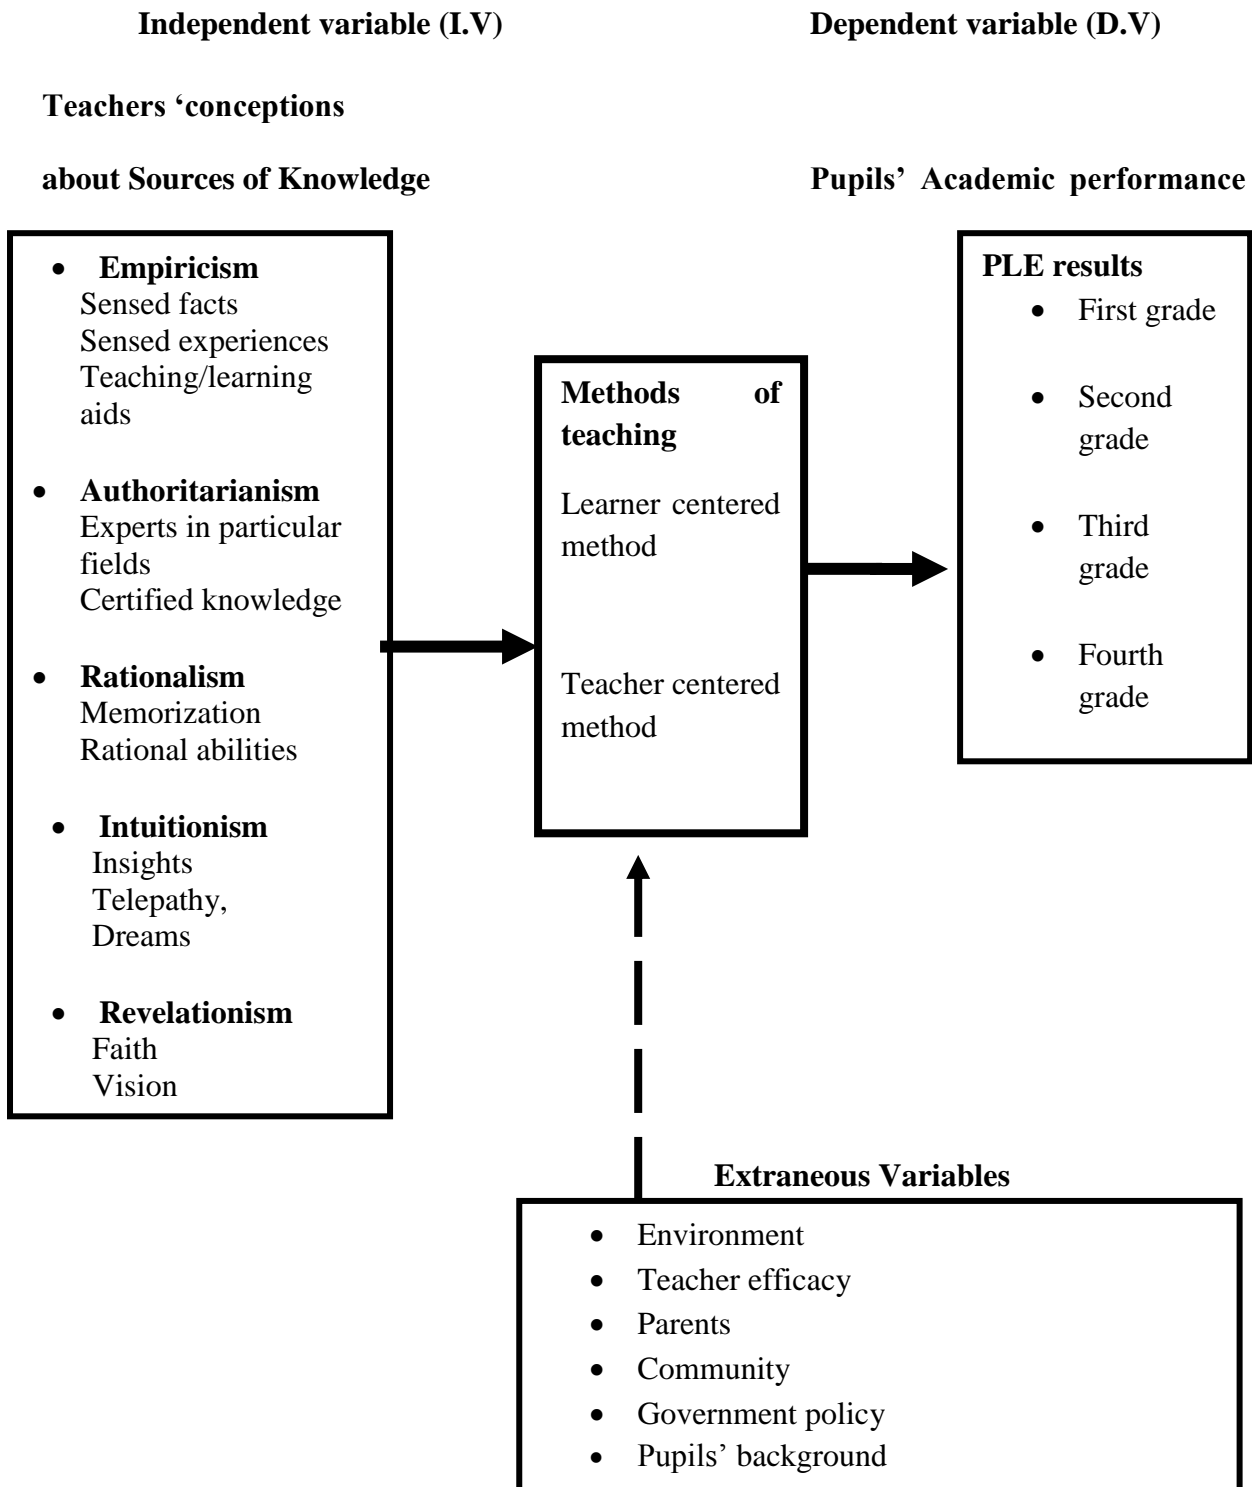 Independent variable (I.V)
Dependent variable (D.V)
Teachers ‘conceptions
about Sources of Knowledge
Pupils’ Academic performance
• Empiricism
Sensed facts
Sensed experiences
Teaching/learning
aids
• Authoritarianism
Experts in particular
fields
Certified knowledge
• Rationalism
Memorization
Rational abilities
• Intuitionism
Insights
Telepathy,
Dreams
• Revelationism
Faith
Vision
Methods of
teaching
Learner centered
method
Teacher centered
method
PLE results
• First grade
• Second
grade
• Third
grade
• Fourth
grade
Extraneous Variables
• Environment
• Teacher efficacy
• Parents
• Community
• Government policy
• Pupils’ background